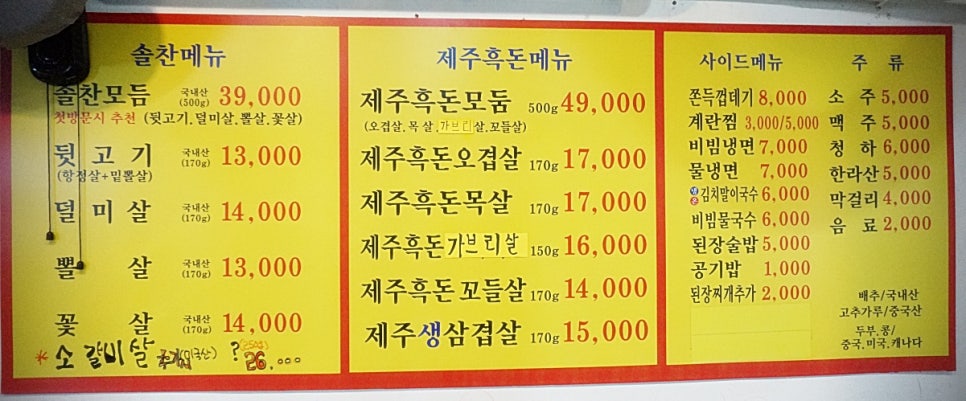 솔찬메뉴
솔찬모듬 국내산 (500g) 39,000
첫방문시 추천 (뒷고기.덜미살.뽈살.꽃살)
뒷고기 국내산 (170g) 13,000
(항정살+밑뽈살)
덜미살 국내산 (170g) 14,000
뽈살 국내산 (170g) 13,000
꽃살 국내산 (170g) 14,000
* 소갈비살 (미국산) ? (250g) 26.000
제주흑돈메뉴
제주흑돈모둠 500g 49,000
(오겹살.목살.가브리살.꼬들살)
제주흑돈오겹살 170g 17,000
제주흑돈목살 170g 17,000
제주흑돈가브리살 150g 16,000
제주흑돈꼬들살 170g 14,000
제주생삼겹살 170g 15,000
사이드메뉴
쫀득껍데기 8,000
계란찜 3,000/5,000
비빔냉면 7,000
물냉면 7,000
김치말이국수 6,000
비빔물국수 6,000
된장술밥 5,000
공기밥 1,000
된장찌개추가 2,000
주류
소주 5,000
맥주 5,000
청하 6,000
한라산 5,000
막걸리 4,000
음료 2,000
배추/국내산
고추가루/중국산
두부.콩/
중국.미국.캐나다